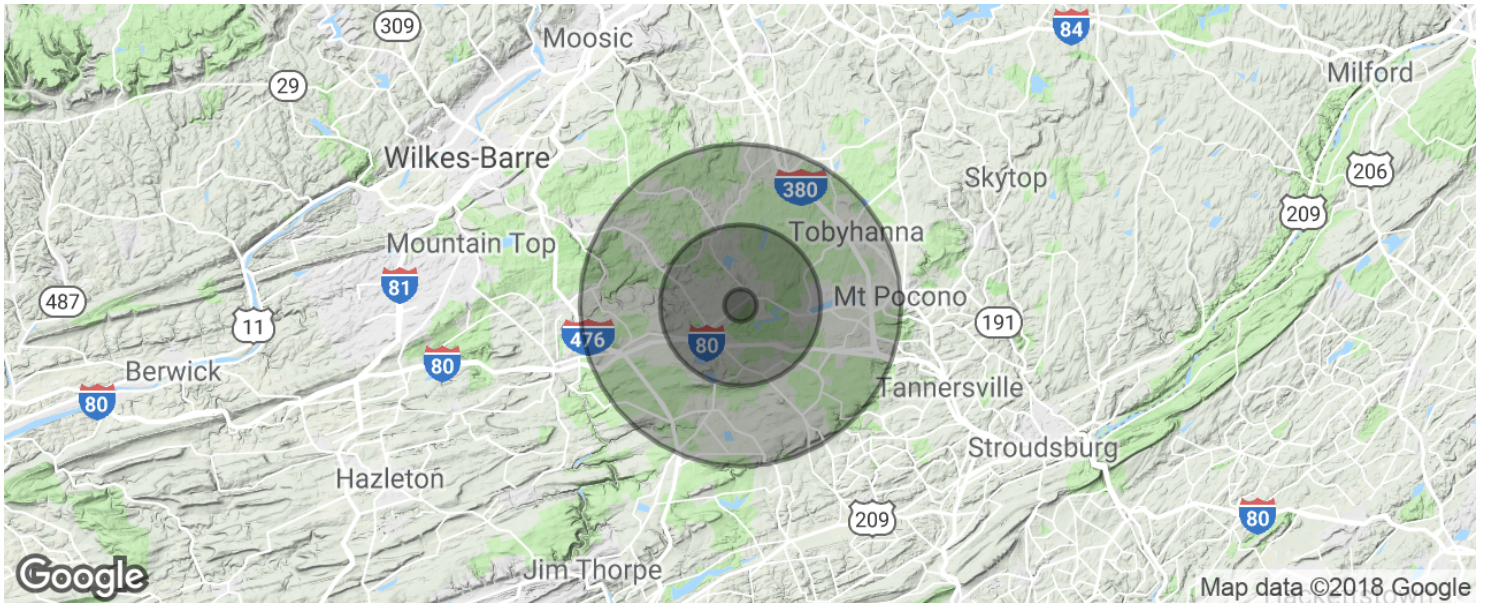 309
Moosic
84
Milford
29
Wilkes-Barre
206
380
Skytop
209
Tobyhanna
Mountain Top
81
487
Mt Pocono
11
191
476
80
80
Berwick
80
Tannersville
Stroudsburg
Hazleton
209
80
Jim Thorpe
Google
Map data ©2018 Google